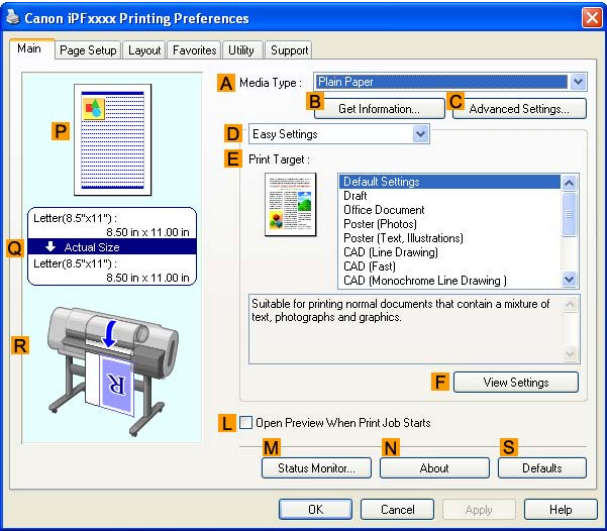 Canon iPFxxxx Printing Preferences
Main Page Setup Layout Favorites Utility Support
A Media Type : Plain Paper
B Get Information... C Advanced Settings...
D Easy Settings
E Print Target :
Default Settings
Draft
Office Document
Poster (Photos)
Poster (Text, Illustrations)
CAD (Line Drawing)
CAD (Fast)
CAD (Monochrome Line Drawing )
Suitable for printing normal documents that contain a mixture of
text, photographs and graphics.
F View Settings
P
Q
Letter(8.5"x11") :
8.50 in x 11.00 in
Actual Size
Letter(8.5"x11") :
8.50 in x 11.00 in
R
R
L Open Preview When Print Job Starts
M Status Monitor... N About S Defaults
OK Cancel Apply Help